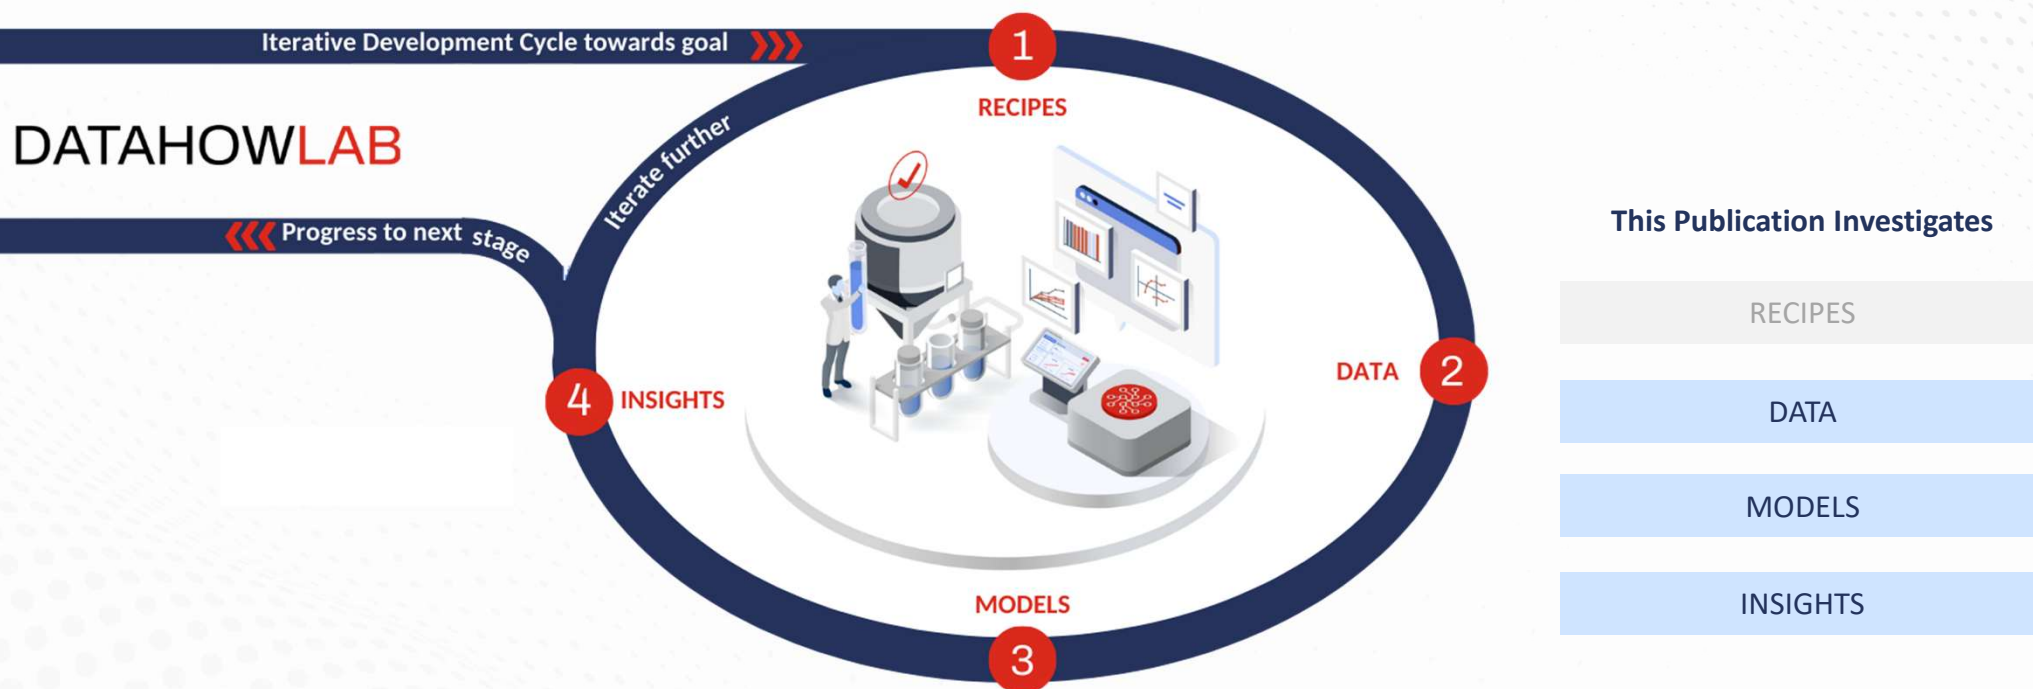 Iterative Development Cycle towards goal
1
RECIPES
DATAHOWLAB
Iterate further
Progress to next stage
This Publication Investigates
RECIPES
DATA 2
DATA
4 INSIGHTS
MODELS
INSIGHTS
MODELS
3